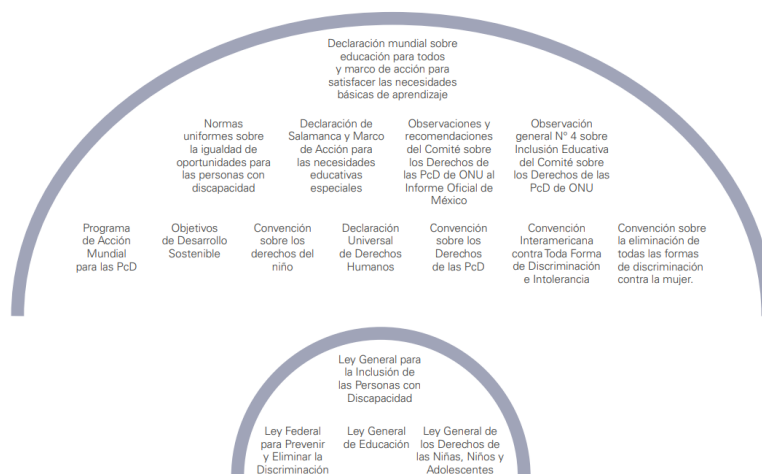 Declaración mundial sobre
educación para todos
y marco de acción para
satisfacer las necesidades
básicas de aprendizaje
Normas
uniformes sobre
la igualdad de
oportunidades para
las personas con
discapacidad
Declaración de
Salamanca y Marco
de Acción para
las necesidades
educativas
especiales
Observaciones y
recomendaciones
del Comité sobre
los Derechos de
las PcD de ONU al
Informe Oficial de
México
Observación
general Nº 4 sobre
Inclusión Educativa
del Comité sobre
los Derechos de las
PcD de ONU
Programa
de Acción
Mundial
para las PcD
Objetivos
de Desarrollo
Sostenible
Convención
sobre los
derechos del
niño
Declaración
Universal
de Derechos
Humanos
Convención
sobre los
Derechos
de las PcD
Convención
Interamericana
contra Toda Forma
de Discriminación
e Intolerancia
Convención sobre
la eliminación de
todas las formas
de discriminación
contra la mujer.
Ley General para
la Inclusión de
las Personas con
Discapacidad
Ley Federal
para Prevenir
y Eliminar la
Discriminación
Ley General
de Educación
Ley General de
los Derechos de
las Niñas, Niños y
Adolescentes